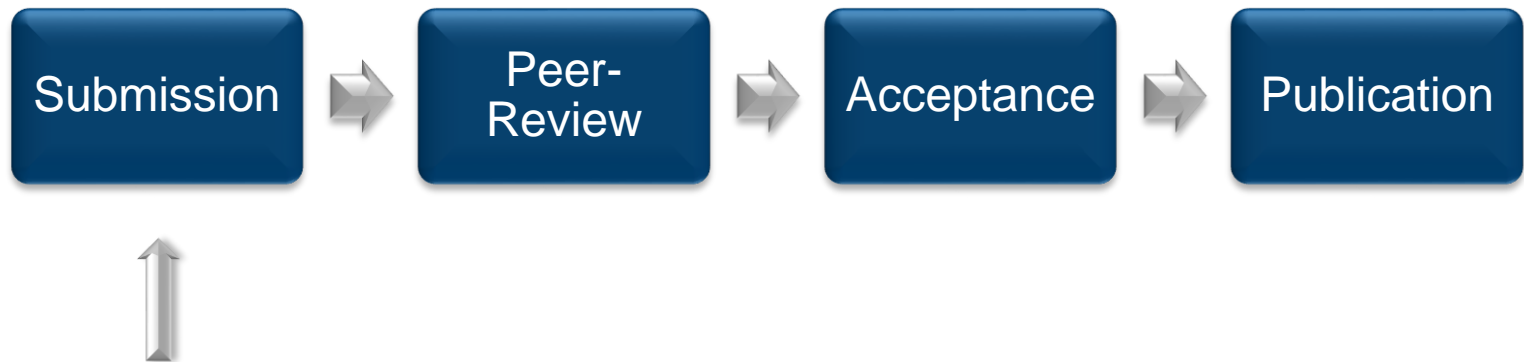 Submission
Peer-
Review
Acceptance
Publication